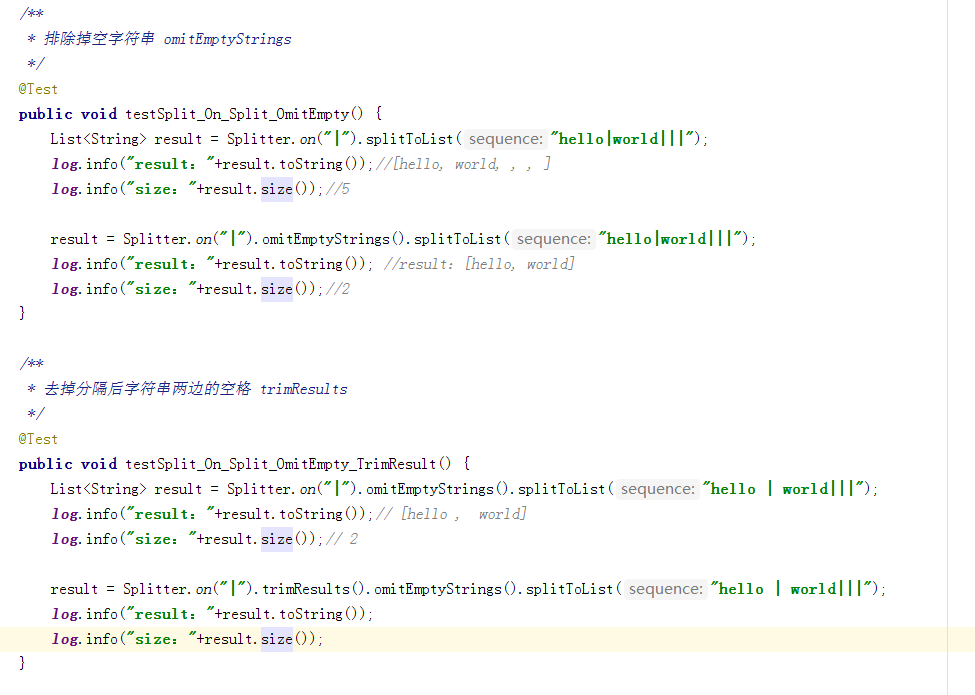 /**
 * 排除掉空字符串 omitEmptyStrings
 */
@Test
public void testSplit_On_Split_OmitEmpty() {
    List<String> result = Splitter.on("|").splitToList( sequence: "hello|world|||");
    log.info("result："+result.toString());//[hello, world, , , ]
    log.info("size："+result.size());//5

    result = Splitter.on("|").omitEmptyStrings().splitToList( sequence: "hello|world|||");
    log.info("result："+result.toString()); //result：[hello, world]
    log.info("size："+result.size());//2
}

/**
 * 去掉分隔后字符串两边的空格 trimResults
 */
@Test
public void testSplit_On_Split_OmitEmpty_TrimResult() {
    List<String> result = Splitter.on("|").omitEmptyStrings().splitToList( sequence: "hello | world|||");
    log.info("result："+result.toString());// [hello ,  world]
    log.info("size："+result.size());// 2

    result = Splitter.on("|").trimResults().omitEmptyStrings().splitToList( sequence: "hello | world|||");
    log.info("result："+result.toString());
    log.info("size："+result.size());
}